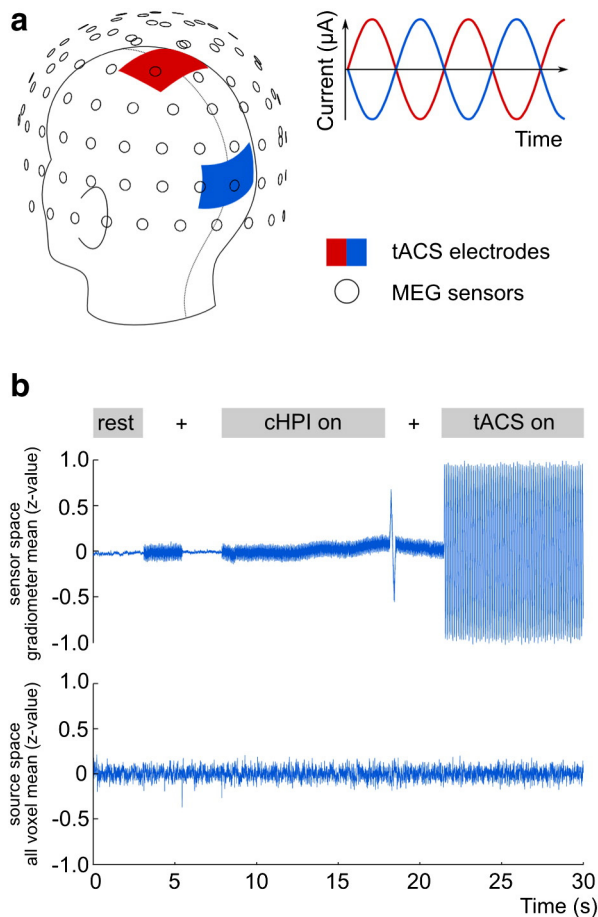 a
Current (µA)
Time
tACS electrodes
MEG sensors
b
rest + cHPI on + tACS on
sensor space
gradiometer mean (z-value)
1.0
0.5
0
-0.5
-1.0
source space
all voxel mean (z-value)
1.0
0.5
0
-0.5
-1.0
0 5 10 15 20 25 30
Time (s)